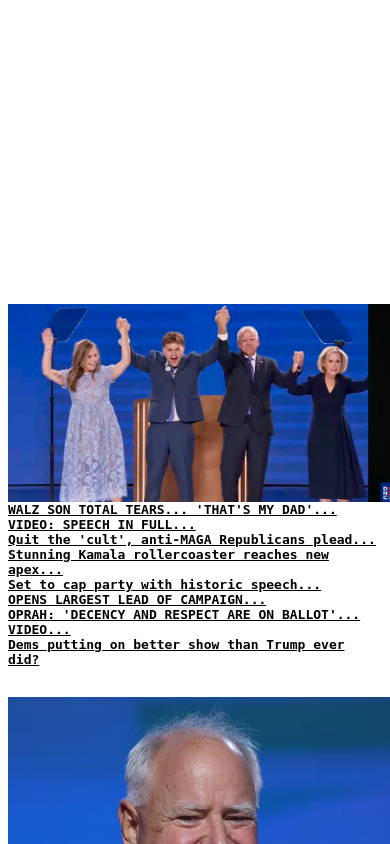 WALZ SON TOTAL TEARS... 'THAT'S MY DAD'...
VIDEO: SPEECH IN FULL...
Quit the 'cult', anti-MAGA Republicans plead...
Stunning Kamala rollercoaster reaches new
apex...
Set to cap party with historic speech...
OPENS LARGEST LEAD OF CAMPAIGN...
OPRAH: 'DECENCY AND RESPECT ARE ON BALLOT'...
VIDEO...
Dems putting on better show than Trump ever
did?